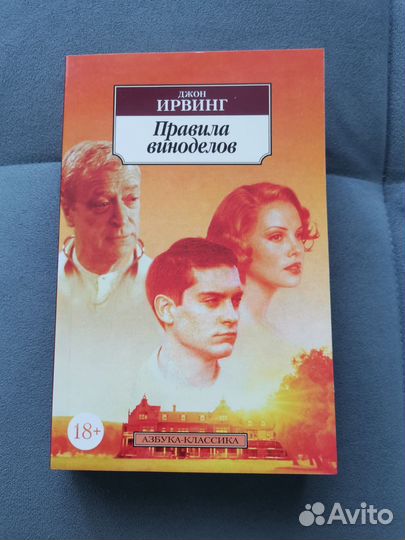 ДЖОН
ИРВИНГ
Правила
виноделов
18+
АЗБУКА-КЛАССИКА
Avito